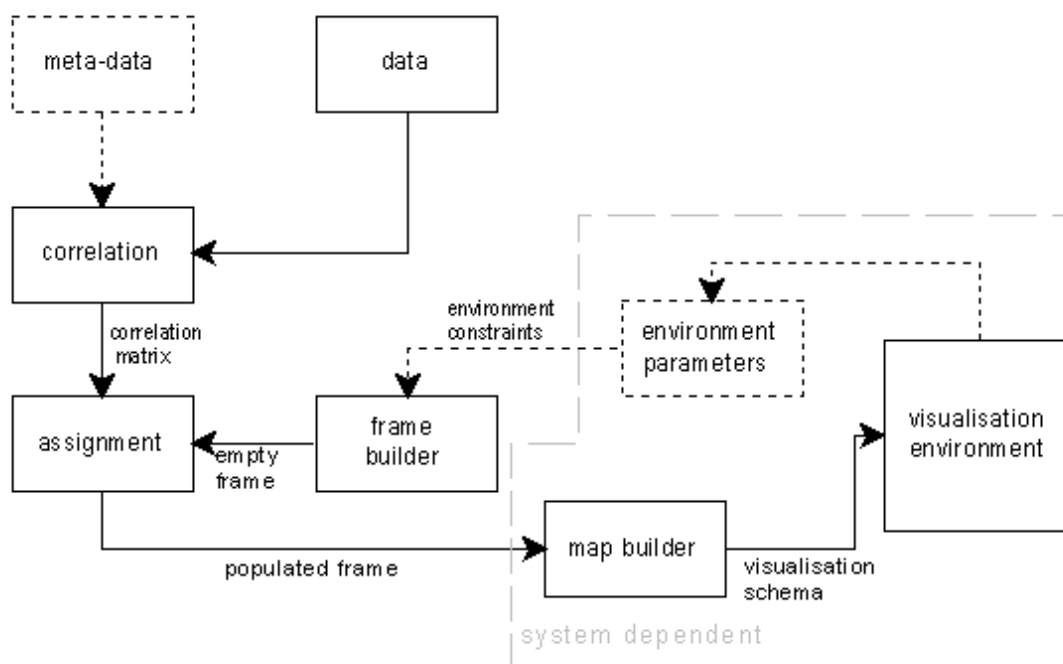 meta-data
data
correlation
environment
constraints
environment
parameters
correlation
matrix
visualisation
environment
assignment
frame
builder
empty
frame
map builder
populated frame
visualisation
schema
system dependent